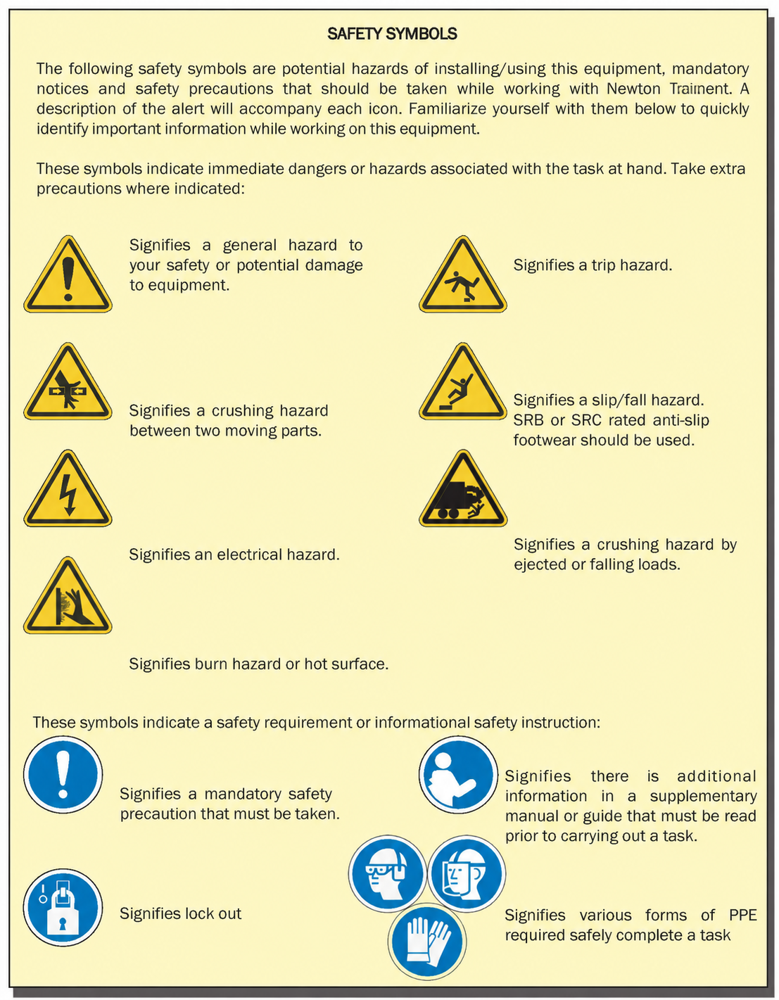 SAFETY SYMBOLS
The following safety symbols are potential hazards of installing/using this equipment, mandatory
notices and safety precautions that should be taken while working with Newton. A
description of the alert will accompany each icon. Familiarize yourself with them below to quickly
identify important information while working on this equipment.
These symbols indicate immediate dangers or hazards associated with the task at hand. Take extra
precautions where indicated:
Signifies a general hazard to
your safety or potential damage
to equipment.
Signifies a trip hazard.
Signifies a crushing hazard
between two moving parts.
Signifies a slip/fall hazard.
SRB or SRC rated anti-slip
footwear should be used.
Signifies an electrical hazard.
Signifies a crushing hazard by
ejected or falling loads.
Signifies burn hazard or hot surface.
These symbols indicate a safety requirement or informational safety instruction:
Signifies a mandatory safety
precaution that must be taken.
Signifies there is additional
information in a supplementary
manual or guide that must be read
prior to carrying out a task.
Signifies lock out
Signifies various forms of PPE
required safely complete a task